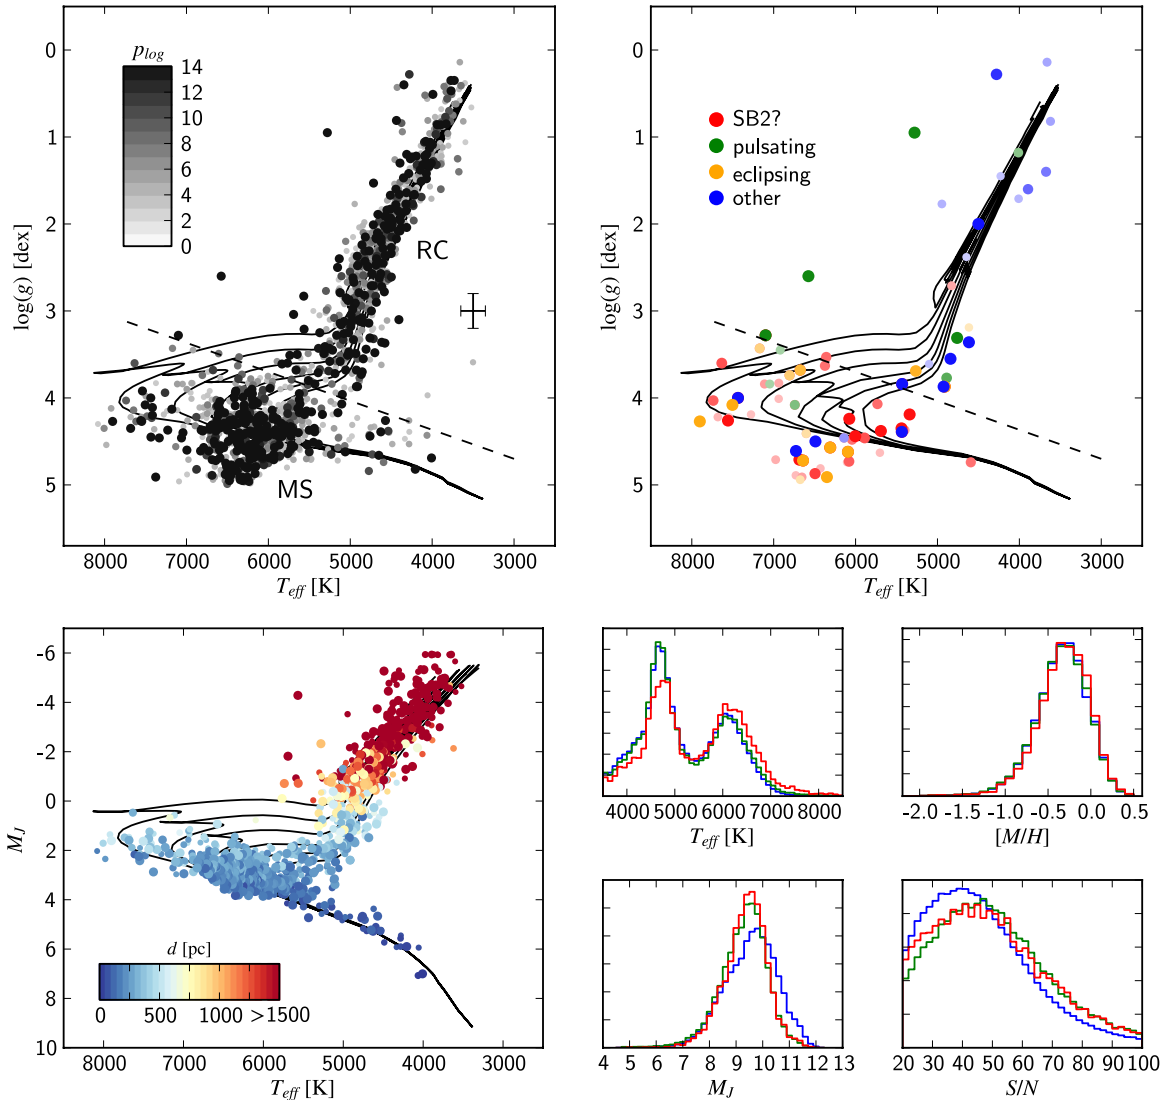 0
1
2
3
4
5
log(g) [dex]
p_log
14
12
10
8
6
4
2
0
RC
MS
8000 7000 6000 5000 4000 3000
T_eff [K]
0
1
2
3
4
5
log(g) [dex]
SB2?
pulsating
eclipsing
other
8000 7000 6000 5000 4000 3000
T_eff [K]
-6
-4
-2
0
2
4
6
8
10
M_J
d [pc]
0 500 1000 >1500
8000 7000 6000 5000 4000 3000
T_eff [K]
4000 5000 6000 7000 8000
T_eff [K]
-2.0 -1.5 -1.0 -0.5 0.0 0.5
[M/H]
4 5 6 7 8 9 10 11 12 13
M_J
20 30 40 50 60 70 80 90 100
S/N